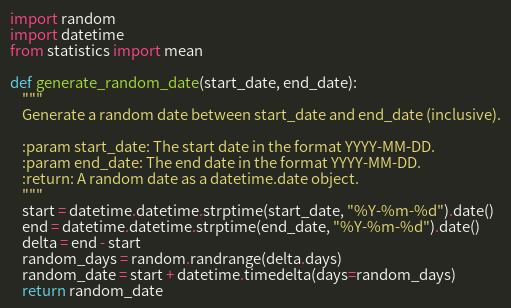 import random
import datetime
from statistics import mean

def generate_random_date(start_date, end_date):
    """
    Generate a random date between start_date and end_date (inclusive).

    :param start_date: The start date in the format YYYY-MM-DD.
    :param end_date: The end date in the format YYYY-MM-DD.
    :return: A random date as a datetime.date object.
    """
    start = datetime.datetime.strptime(start_date, "%Y-%m-%d").date()
    end = datetime.datetime.strptime(end_date, "%Y-%m-%d").date()
    delta = end - start
    random_days = random.randrange(delta.days)
    random_date = start + datetime.timedelta(days=random_days)
    return random_date